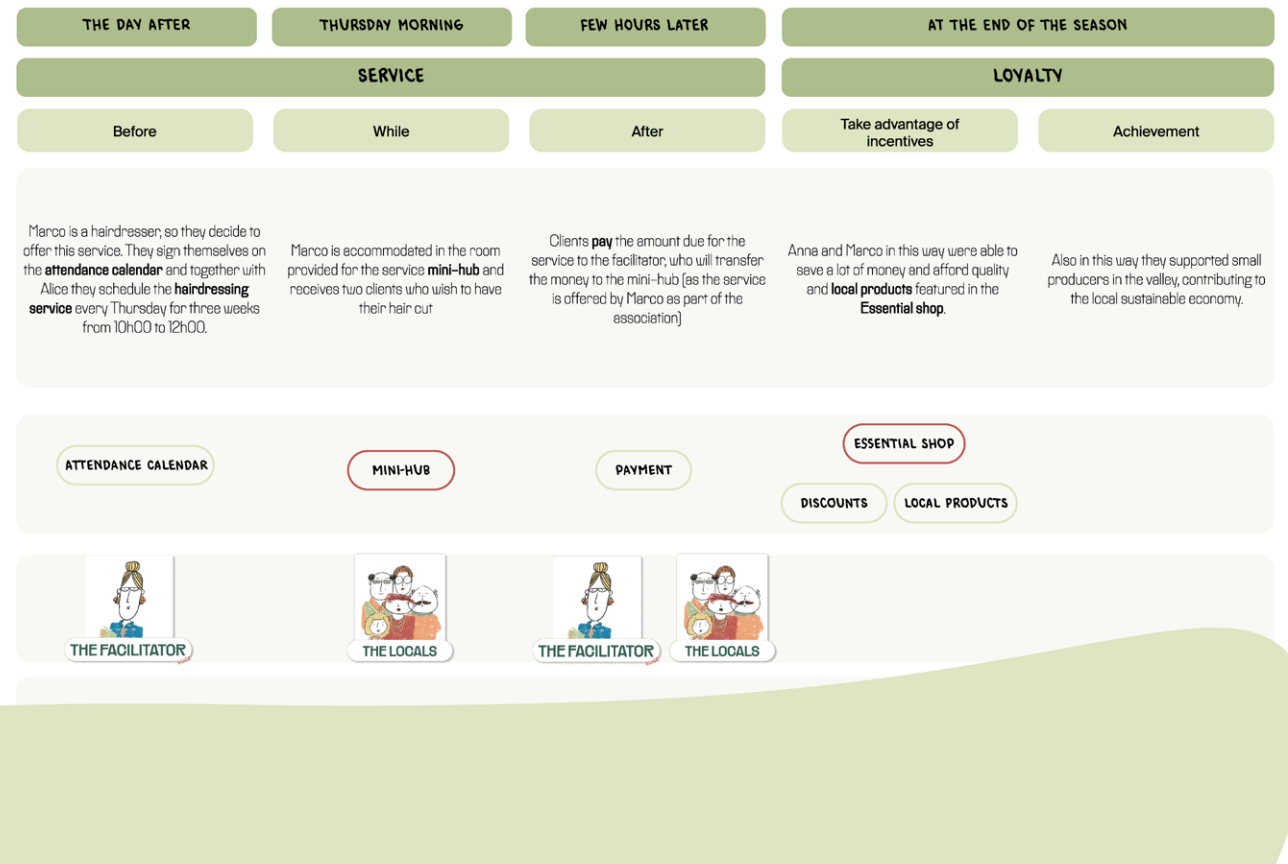 THE DAY AFTER
THURSDAY MORNING
FEW HOURS LATER
AT THE END OF THE SEASON
SERVICE
LOYALTY
Before
While
After
Take advantage of
incentives
Achievement
Marco is a hairdresser, so they decide to
offer this service. They sign themselves on
the attendance calendar and together with
Alice they schedule the hairdressing
service every Thursday for three weeks
from 10h00 to 12h00.
Marco is accommodated in the room
provided for the service mini-hub and
receives two clients who wish to have
their hair cut
Clients pay the amount due for the
service to the facilitator, who will transfer
the money to the mini-hub (as the service
is offered by Marco as part of the
association)
Anna and Marco in this way were able to
save a lot of money and afford quality
and local products featured in the
Essential shop.
Also in this way they supported small
producers in the valley, contributing to
the local sustainable economy.
ATTENDANCE CALENDAR
MINI-HUB
PAYMENT
ESSENTIAL SHOP
DISCOUNTS
LOCAL PRODUCTS
THE FACILITATOR
THE LOCALS
THE FACILITATOR
THE LOCALS